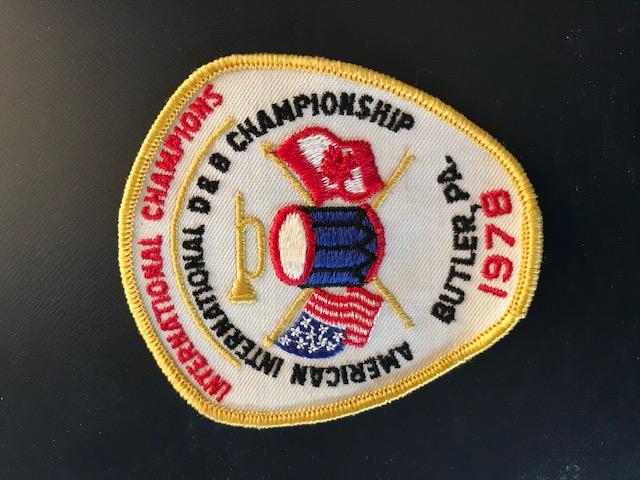 INTERNATIONAL CHAMPIONS
AMERICAN INTERNATIONAL D & B CHAMPIONSHIP
BUTLER, PA.
1978